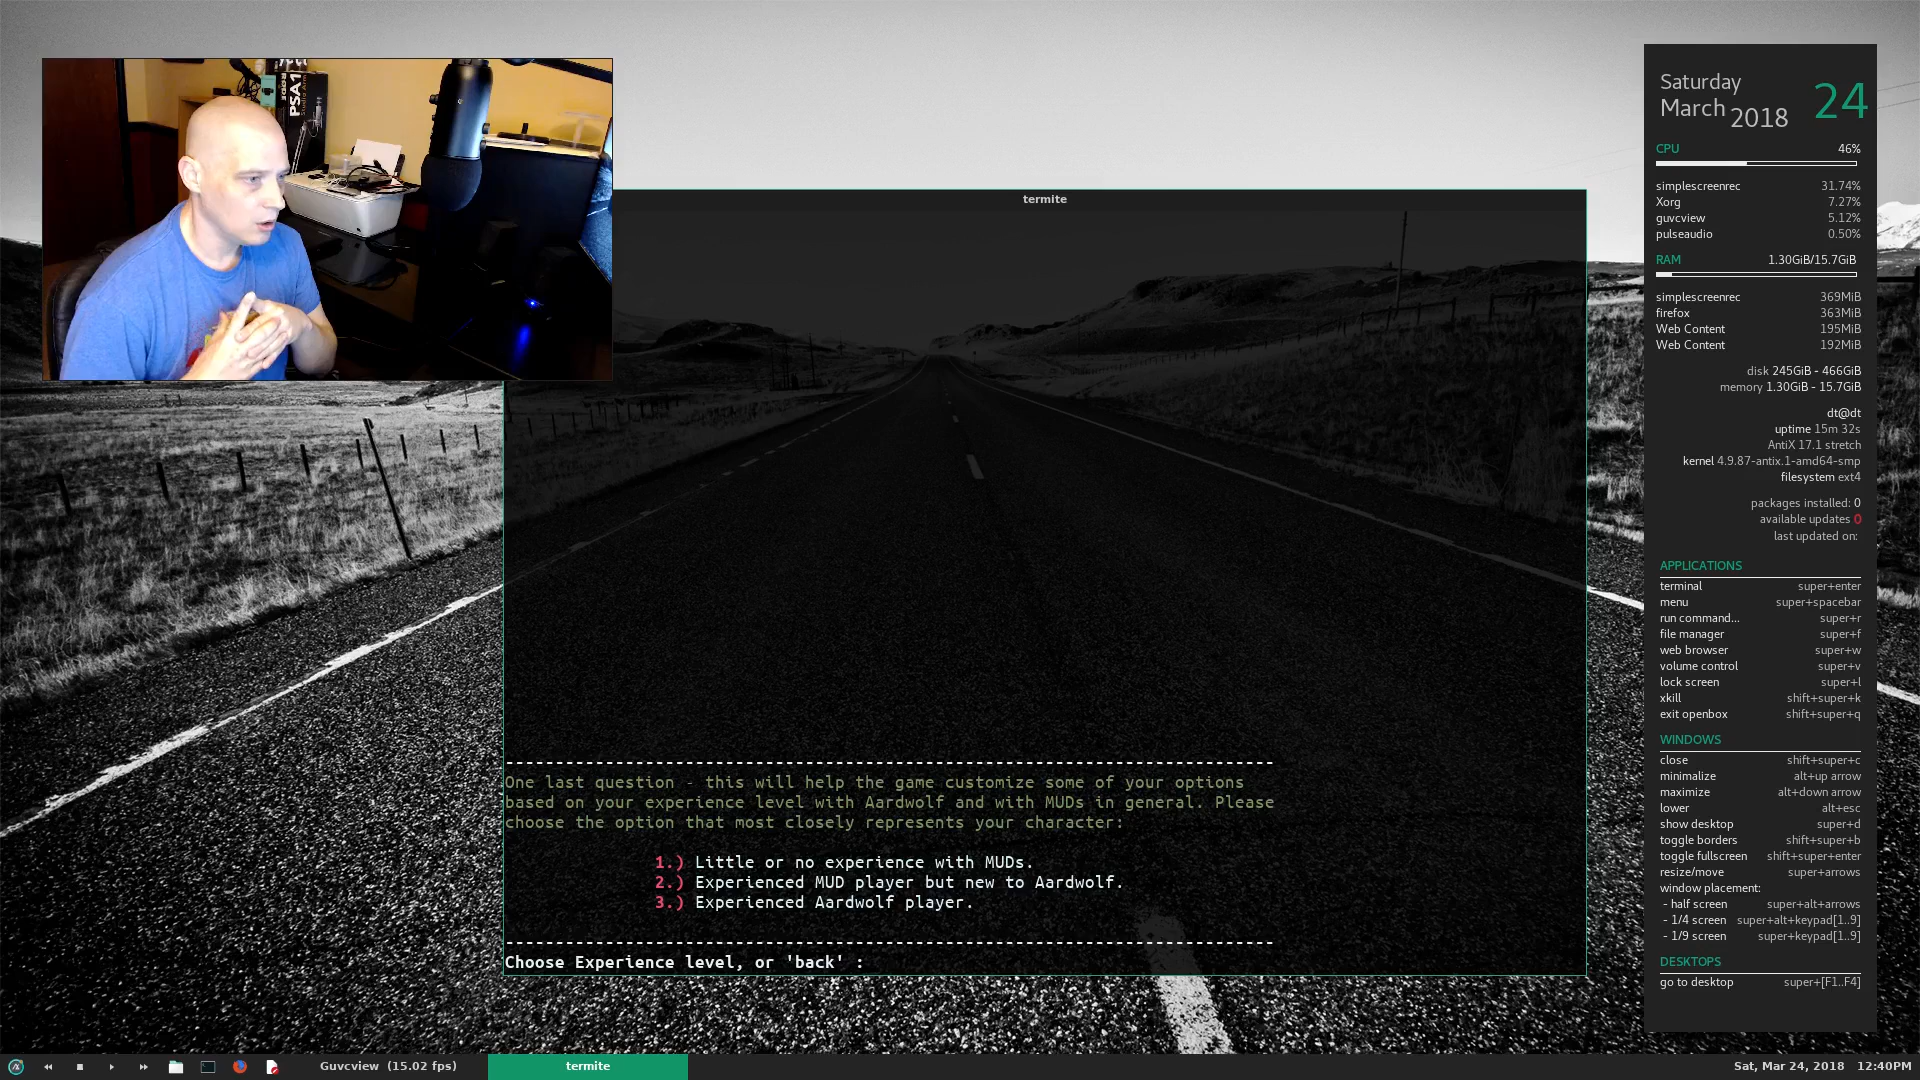 PSA1
termite
One last question - this will help the game customize some of your options
based on your experience level with Aardwolf and with MUDs in general. Please
choose the option that most closely represents your character:
1.) Little or no experience with MUDs.
2.) Experienced MUD player but new to Aardwolf.
3.) Experienced Aardwolf player.
Choose Experience level, or 'back' :
Saturday 24
March 2018
CPU 46%
simplescreenrec 31.74%
Xorg 7.27%
guvcview 5.12%
pulseaudio 0.50%
RAM 1.30GiB/15.7GiB
simplescreenrec 369MiB
firefox 363MiB
Web Content 195MiB
Web Content 192MiB
disk 245GiB - 466GiB
memory 1.30GiB - 15.7GiB
dt@dt
uptime 15m 32s
AntiX 17.1 stretch
kernel 4.9.87-antix.1-amd64-smp
filesystem ext4
packages installed: 0
available updates 0
last updated on:
APPLICATIONS
terminal super+enter
menu super+spacebar
run command... super+r
file manager super+f
web browser super+w
volume control super+v
lock screen super+l
xkill shift+super+k
exit openbox shift+super+q
WINDOWS
close shift+super+c
minimalize alt+up arrow
maximize alt+down arrow
lower alt+esc
show desktop super+d
toggle borders shift+super+b
toggle fullscreen shift+super+enter
resize/move super+arrows
window placement:
- half screen super+alt+arrows
- 1/4 screen super+alt+keypad[1..9]
- 1/9 screen super+keypad[1..9]
DESKTOPS
go to desktop super+[F1..F4]
Guvcview (15.02 fps) termite Sat, Mar 24, 2018 12:40PM